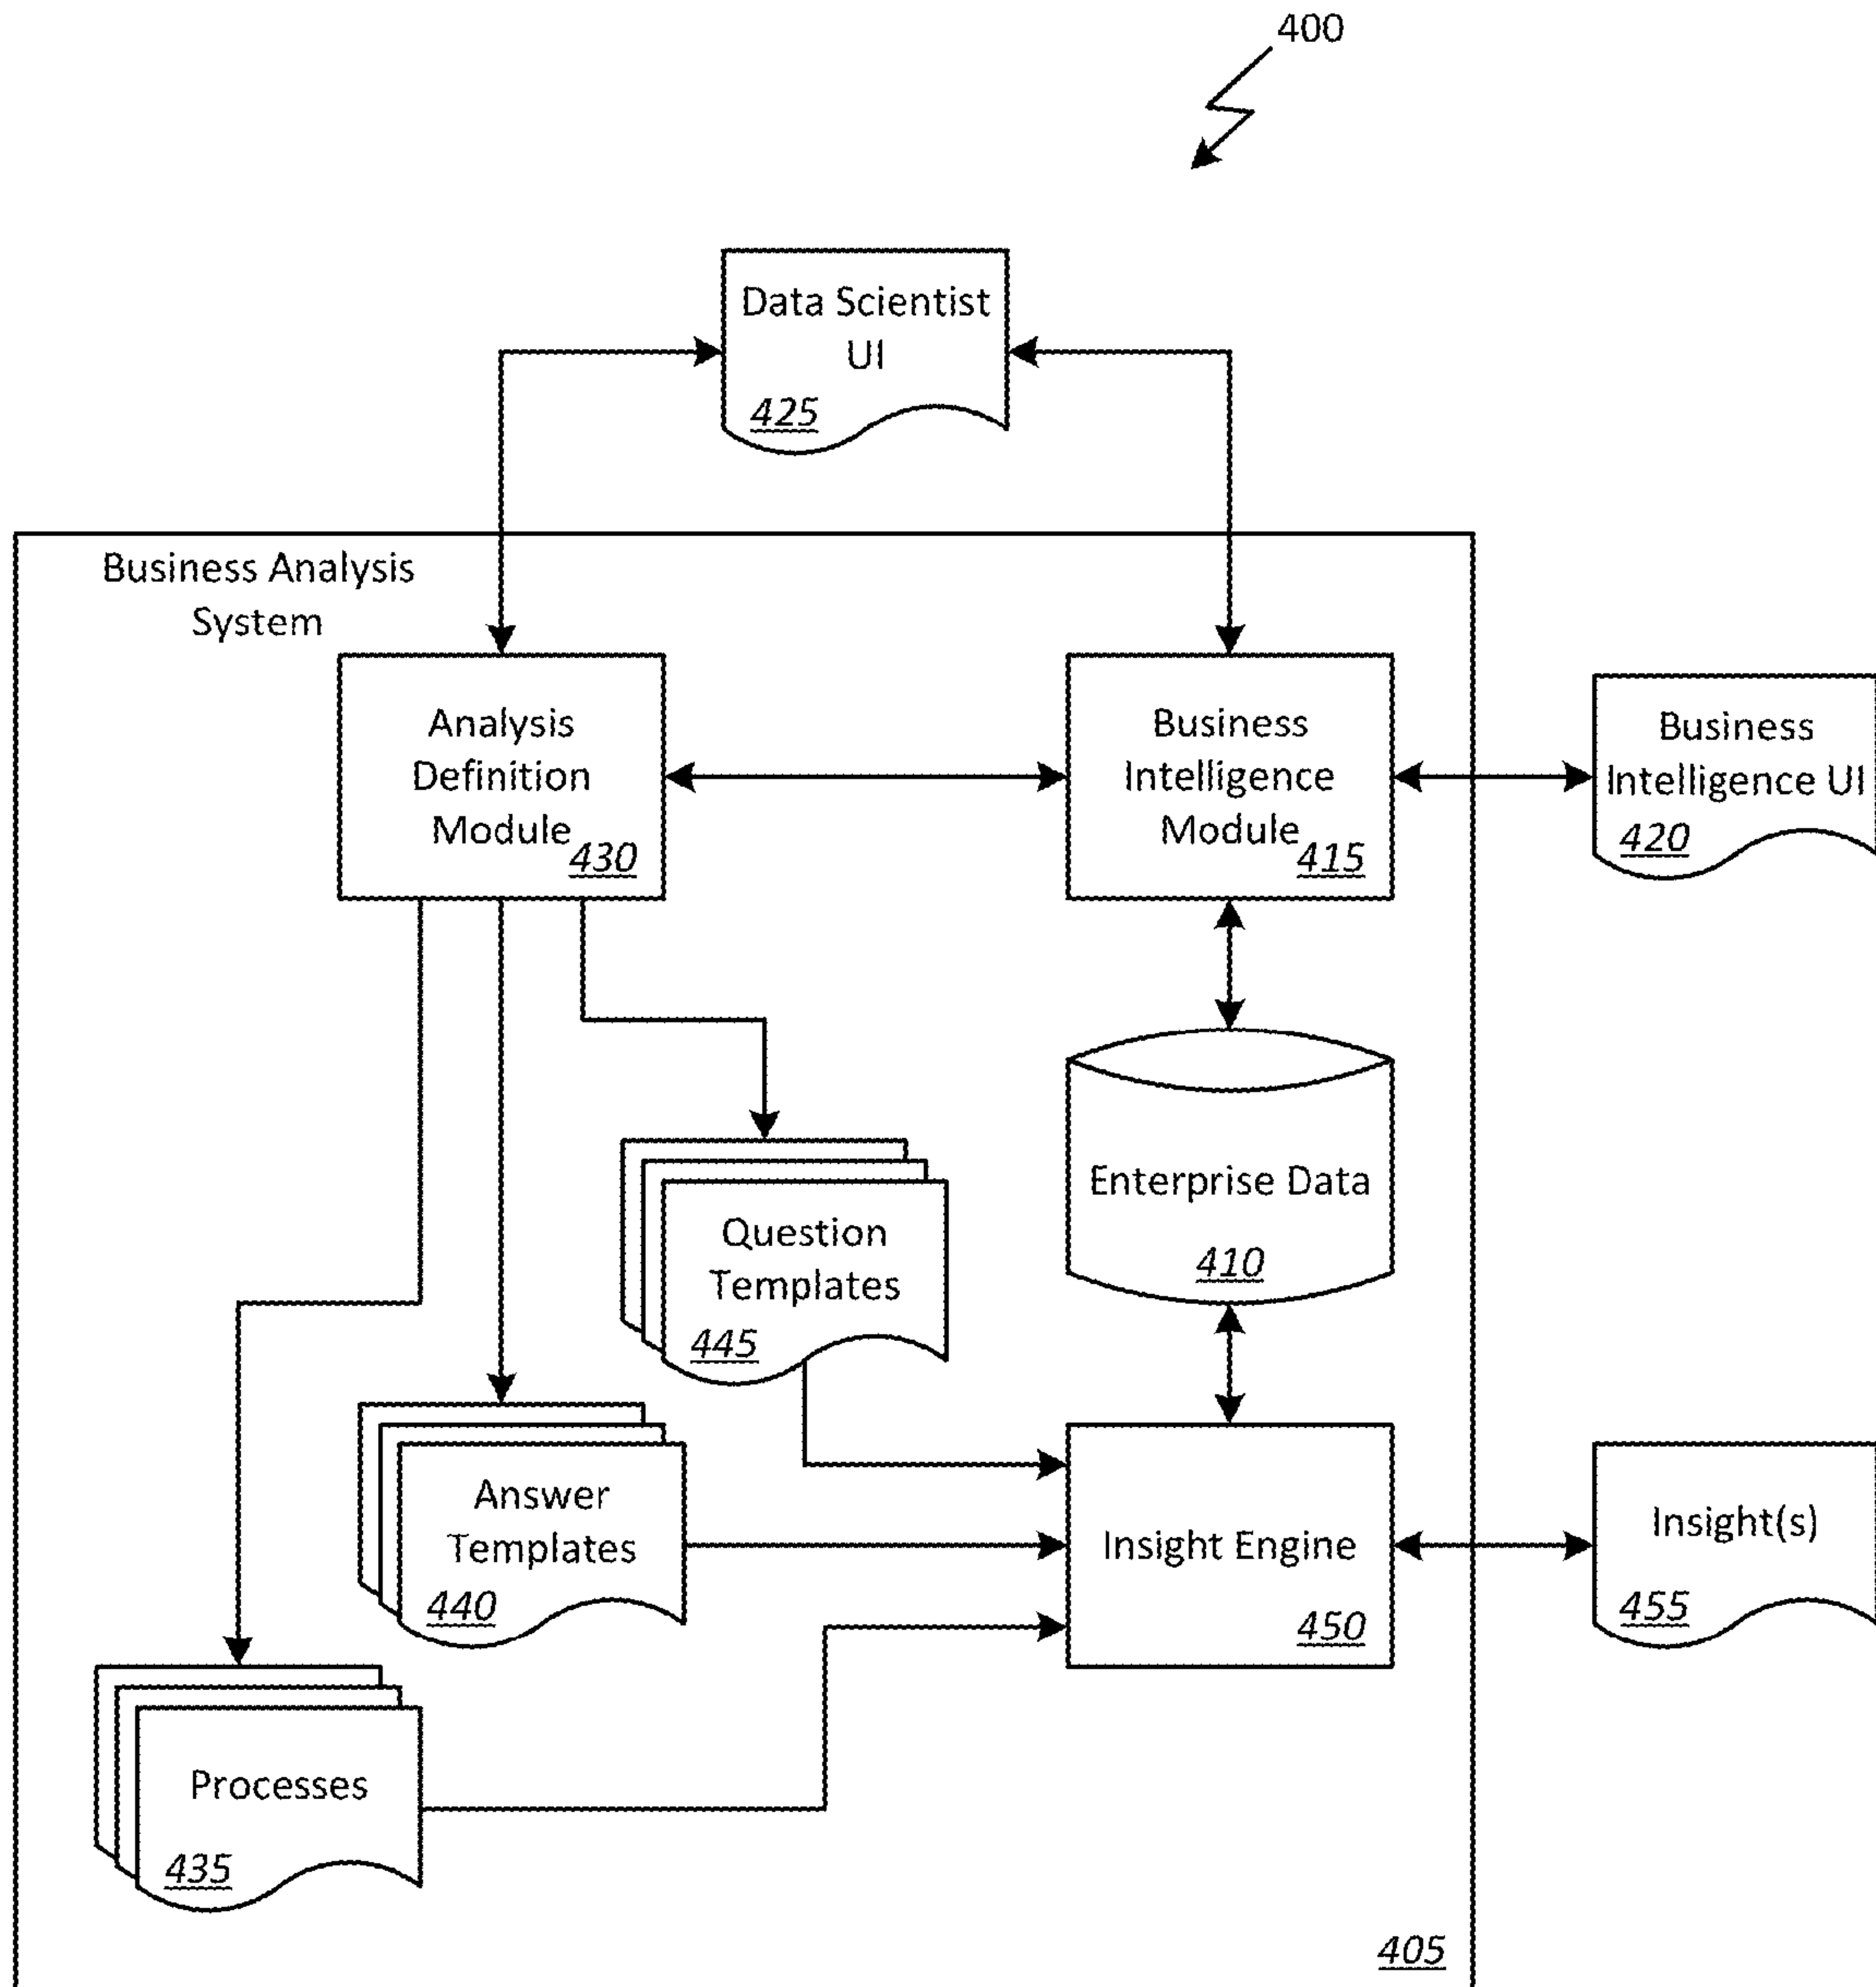 400
Data Scientist
UI
425
Business Analysis
System
Analysis
Definition
Module
430
Business
Intelligence
Module
415
Business
Intelligence UI
420
Enterprise Data
410
Question
Templates
445
Answer
Templates
440
Insight Engine
450
Insight(s)
455
Processes
435
405